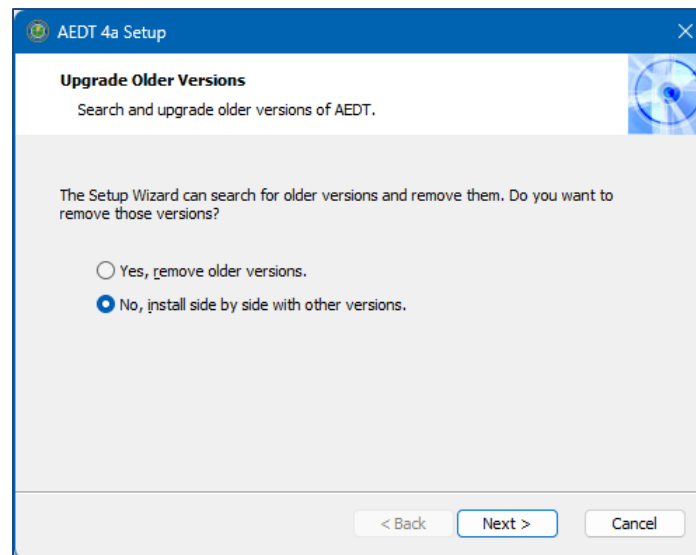 AEDT 4a Setup
Upgrade Older Versions
Search and upgrade older versions of AEDT.
The Setup Wizard can search for older versions and remove them. Do you want to
remove those versions?
Yes, remove older versions.
No, install side by side with other versions.
< Back Next > Cancel